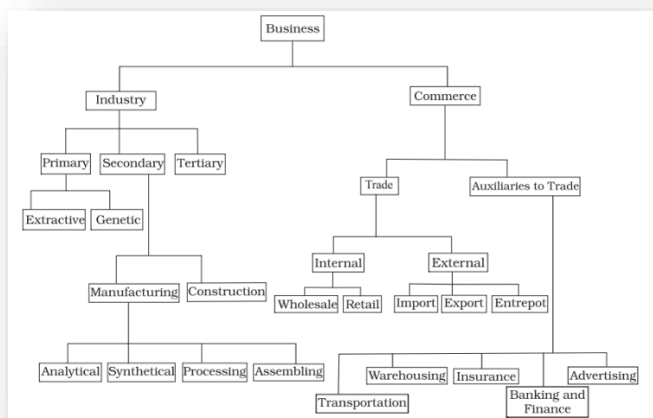 Business
Industry
Commerce
Primary
Secondary
Tertiary
Trade
Auxiliaries to Trade
Extractive
Genetic
Internal
External
Manufacturing
Construction
Wholesale
Retail
Import
Export
Entrepot
Analytical
Synthetical
Processing
Assembling
Warehousing
Insurance
Advertising
Transportation
Banking and
Finance